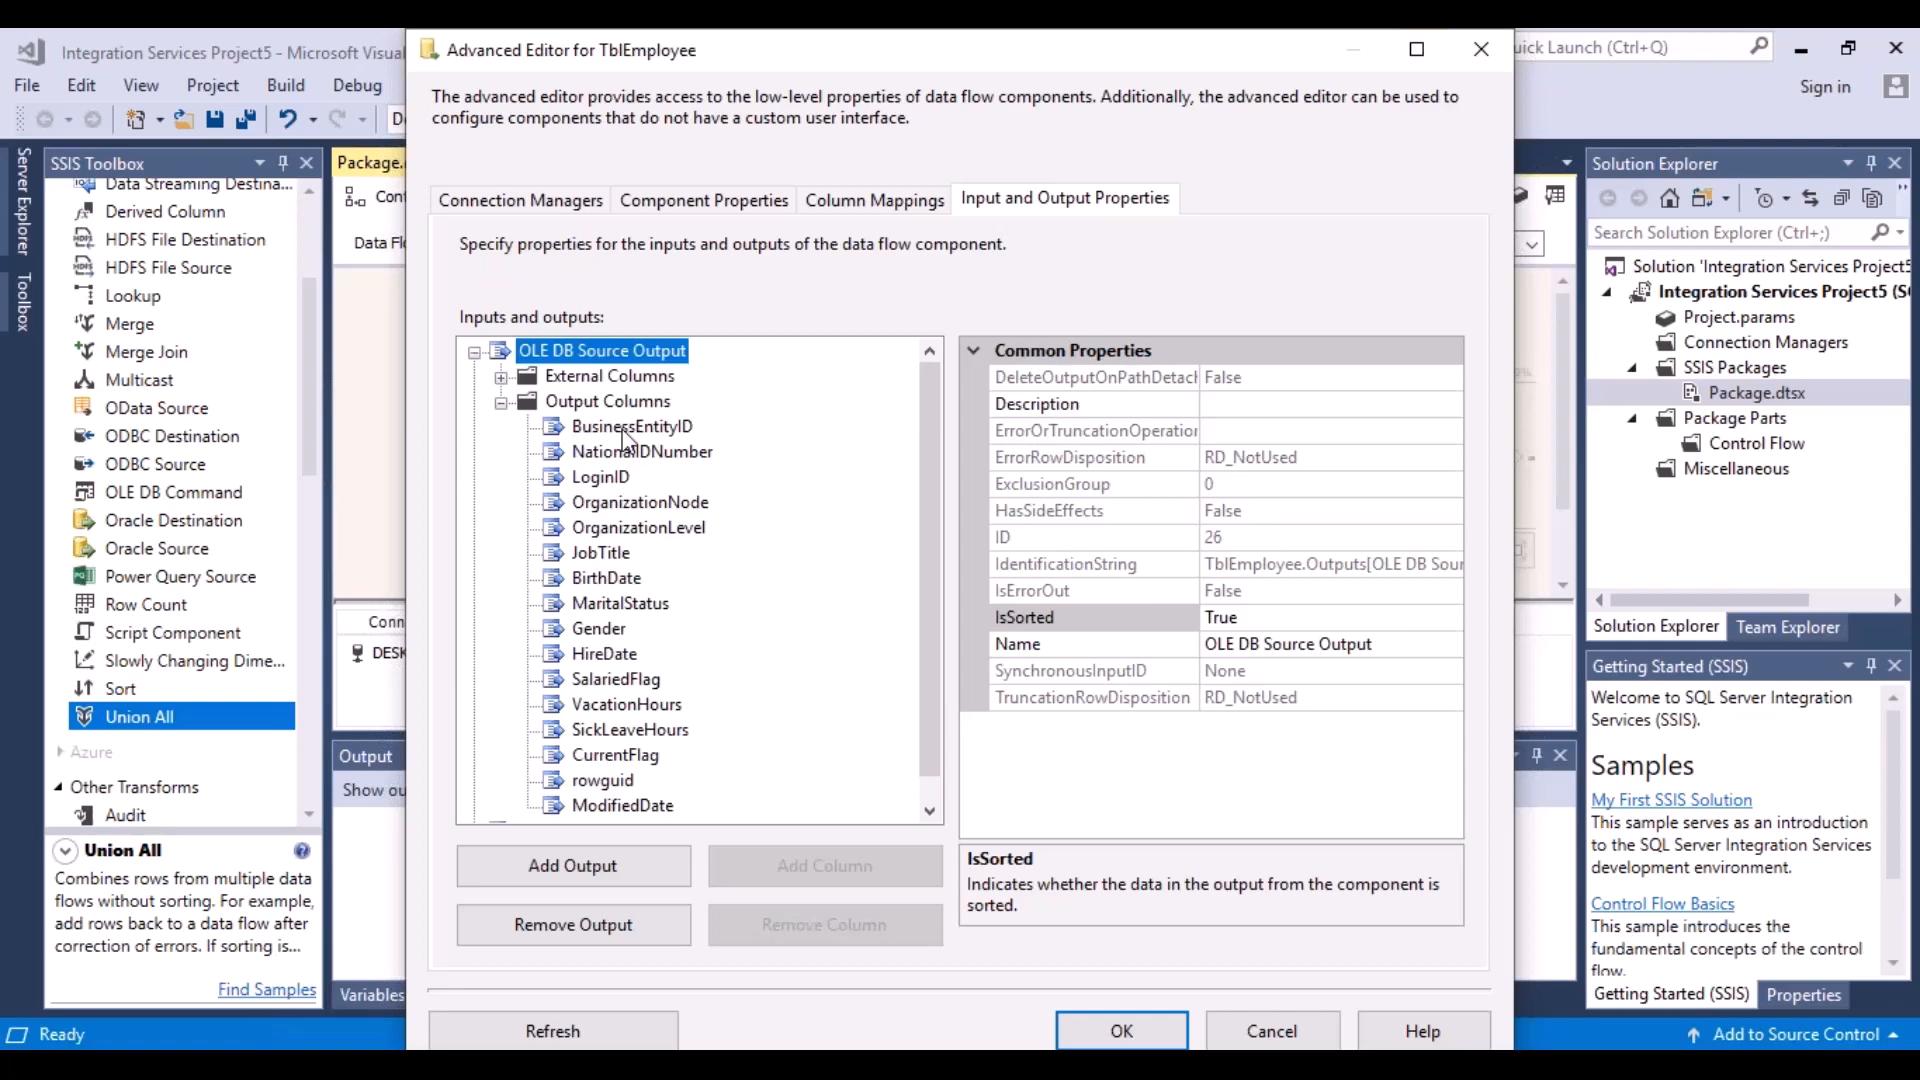 Integration Services Project5 - Microsoft Visual
Advanced Editor for TblEmployee
uick Launch (Ctrl+Q)
File Edit View Project Build Debug
Sign in
The advanced editor provides access to the low-level properties of data flow components. Additionally, the advanced editor can be used to
configure components that do not have a custom user interface.
Server Explorer
Toolbox
SSIS Toolbox
Data Streaming Destina...
Derived Column
HDFS File Destination
HDFS File Source
Lookup
Merge
Merge Join
Multicast
OData Source
ODBC Destination
ODBC Source
OLE DB Command
Oracle Destination
Oracle Source
Power Query Source
Row Count
Script Component
Slowly Changing Dime...
Sort
Union All
Azure
Other Transforms
Audit
Union All
Combines rows from multiple data
flows without sorting. For example,
add rows back to a data flow after
correction of errors. If sorting is...
Find Samples
Package.
Data Fl
Conn
DESK
Output
Show ou
Variables
Connection Managers Component Properties Column Mappings Input and Output Properties
Specify properties for the inputs and outputs of the data flow component.
Inputs and outputs:
OLE DB Source Output
External Columns
Output Columns
BusinessEntityID
NationalIDNumber
LoginID
OrganizationNode
OrganizationLevel
JobTitle
BirthDate
MaritalStatus
Gender
HireDate
SalariedFlag
VacationHours
SickLeaveHours
CurrentFlag
rowguid
ModifiedDate
Common Properties
DeleteOutputOnPathDetach False
Description
ErrorOrTruncationOperation
ErrorRowDisposition RD_NotUsed
ExclusionGroup 0
HasSideEffects False
ID 26
IdentificationString TblEmployee.Outputs[OLE DB Sour
IsErrorOut False
IsSorted True
Name OLE DB Source Output
SynchronousInputID None
TruncationRowDisposition RD_NotUsed
IsSorted
Indicates whether the data in the output from the component is
sorted.
Add Output Add Column
Remove Output Remove Column
Refresh OK Cancel Help
Solution Explorer
Search Solution Explorer (Ctrl+;)
Solution 'Integration Services Project5
Integration Services Project5 (S
Project.params
Connection Managers
SSIS Packages
Package.dtsx
Package Parts
Control Flow
Miscellaneous
Solution Explorer Team Explorer
Getting Started (SSIS)
Welcome to SQL Server Integration
Services (SSIS).
Samples
My First SSIS Solution
This sample serves as an introduction
to the SQL Server Integration Services
development environment.
Control Flow Basics
This sample introduces the
fundamental concepts of the control
flow.
Getting Started (SSIS) Properties
Ready
Add to Source Control